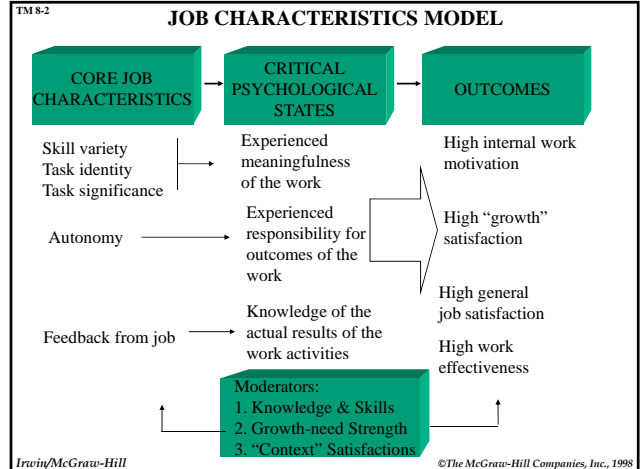 TM 8-2
JOB CHARACTERISTICS MODEL
CORE JOB
CHARACTERISTICS
CRITICAL
PSYCHOLOGICAL
STATES
OUTCOMES
Skill variety
Task identity
Task significance
Experienced
meaningfulness
of the work
High internal work
motivation
Autonomy
Experienced
responsibility for
outcomes of the
work
High “growth”
satisfaction
High general
job satisfaction
Feedback from job
Knowledge of the
actual results of the
work activities
High work
effectiveness
Moderators:
1. Knowledge & Skills
2. Growth-need Strength
3. “Context” Satisfactions
Irwin/McGraw-Hill
©The McGraw-Hill Companies, Inc., 1998